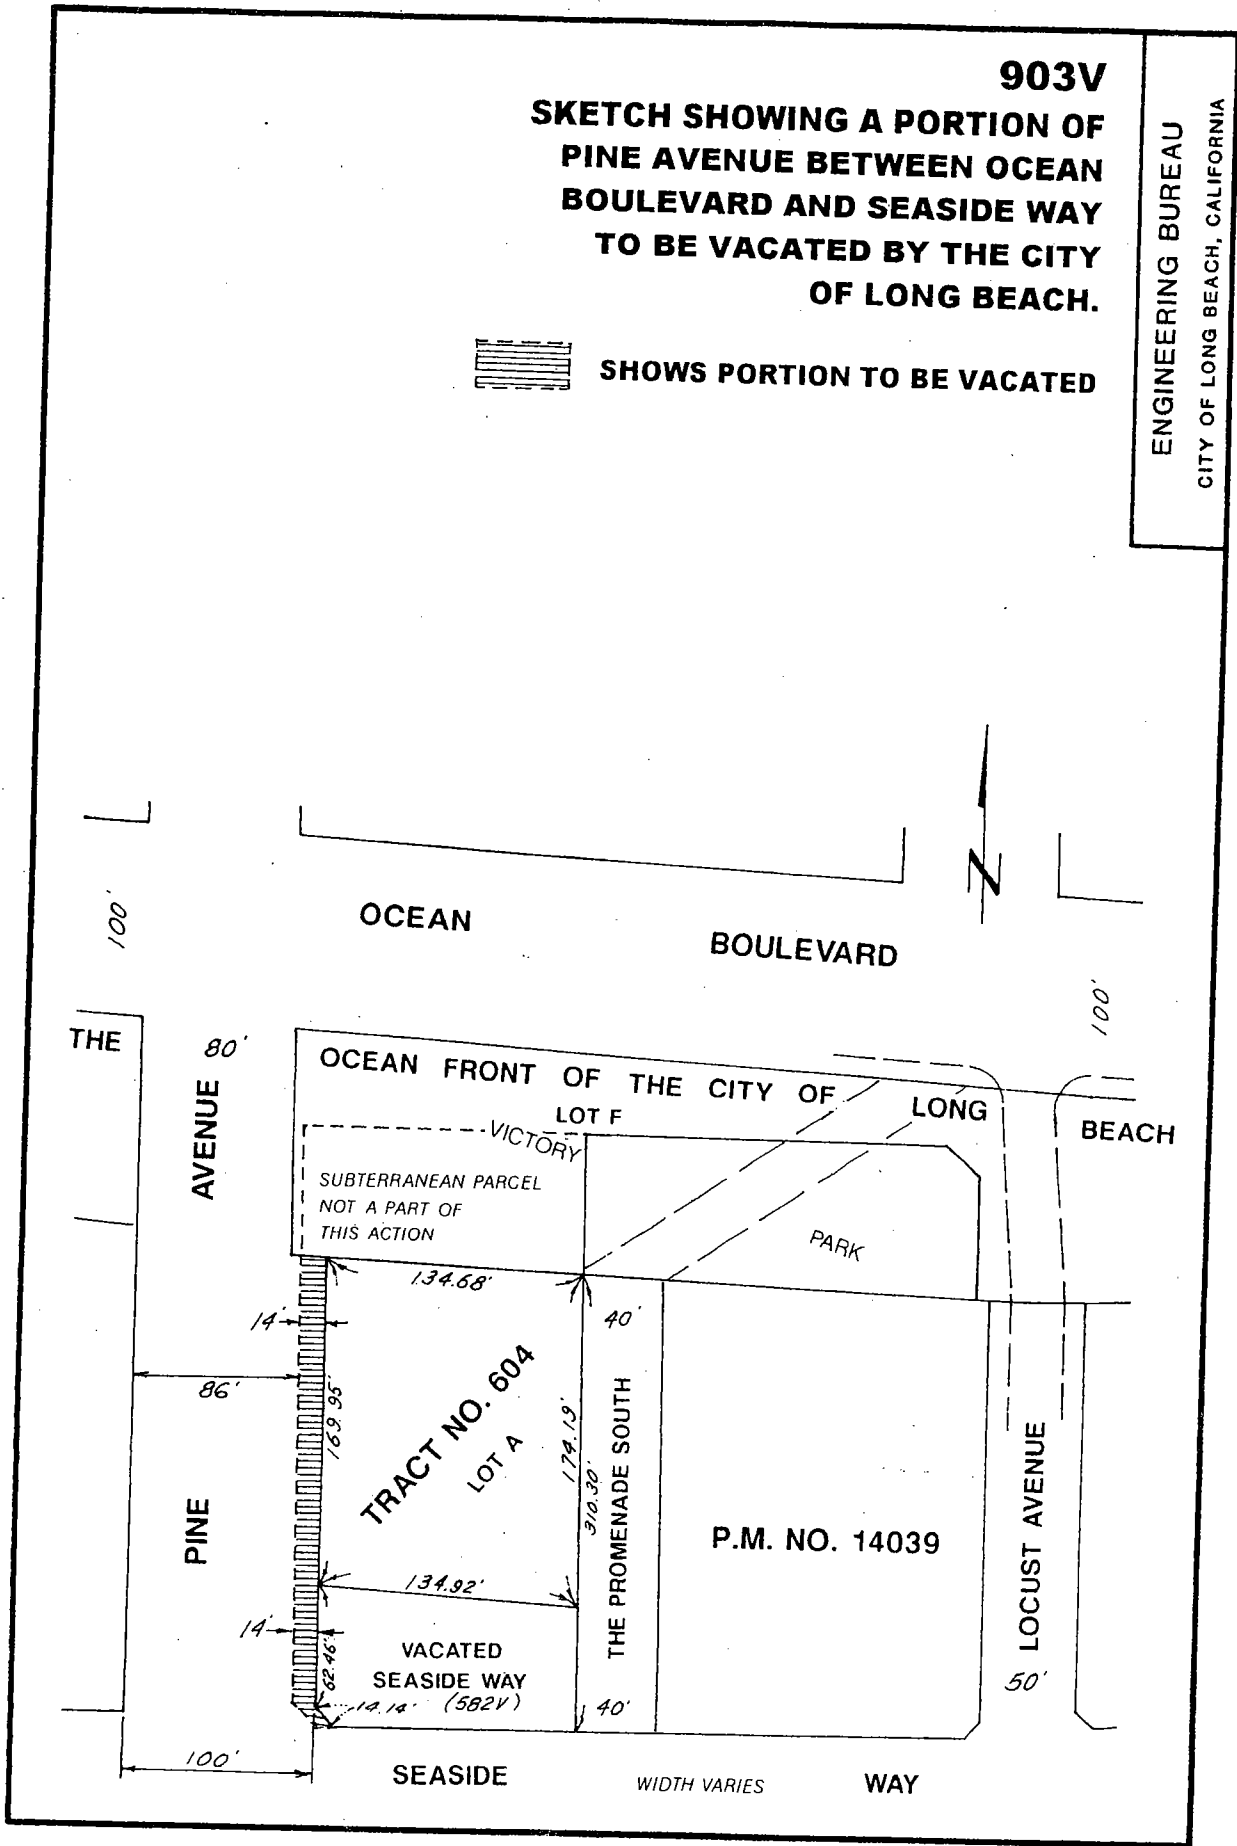 903V
SKETCH SHOWING A PORTION OF
PINE AVENUE BETWEEN OCEAN
BOULEVARD AND SEASIDE WAY
TO BE VACATED BY THE CITY
OF LONG BEACH.
SHOWS PORTION TO BE VACATED
ENGINEERING BUREAU
CITY OF LONG BEACH, CALIFORNIA
N
100'
OCEAN BOULEVARD
100'
THE
80'
OCEAN FRONT OF THE CITY OF LONG BEACH
LOT F
VICTORY
PARK
AVENUE
SUBTERRANEAN PARCEL
NOT A PART OF
THIS ACTION
134.68'
14'
40'
86'
169.95'
TRACT NO. 604
LOT A
174.19'
310.30'
THE PROMENADE SOUTH
P.M. NO. 14039
LOCUST AVENUE
PINE
134.92'
14'
62.46'
VACATED
SEASIDE WAY
(582V)
14.14'
40'
50'
100'
SEASIDE WAY
WIDTH VARIES